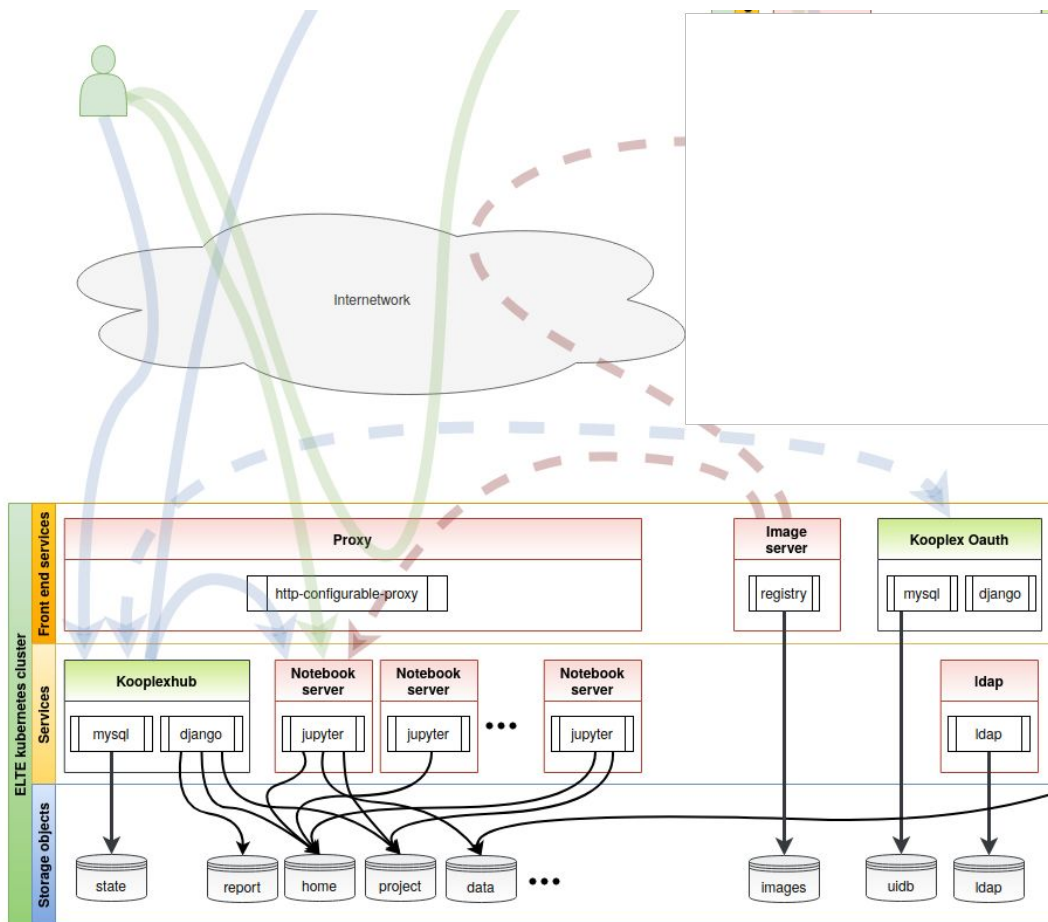 Internetwork
ELTE kubernetes cluster
Front end services
Proxy
http-configurable-proxy
Image
server
registry
Kooplex Oauth
mysql
django
Services
Kooplexhub
mysql
django
Notebook
server
jupyter
Notebook
server
jupyter
Notebook
server
jupyter
ldap
ldap
Storage objects
state
report
home
project
data
images
uidb
ldap